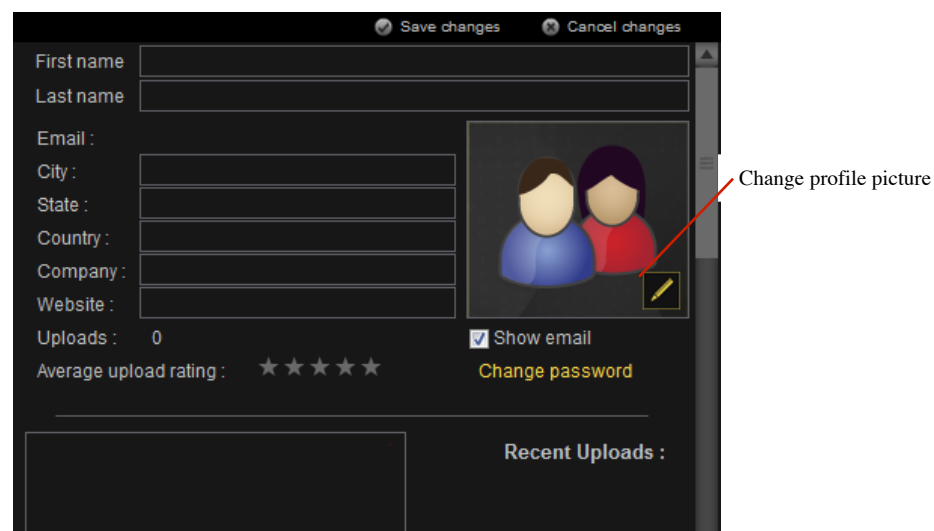 Save changes Cancel changes
First name
Last name
Email :
City :
State :
Country :
Company :
Website :
Change profile picture
Uploads : 0
Show email
Average upload rating :
Change password
Recent Uploads :